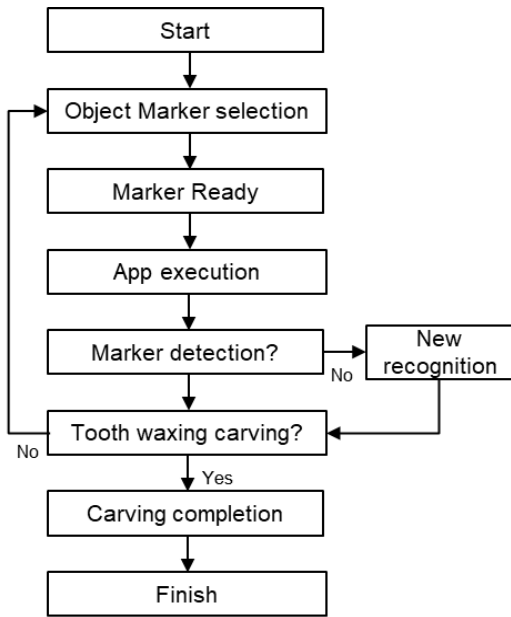 Start
Object Marker selection
Marker Ready
App execution
Marker detection?
No
New
recognition
Tooth waxing carving?
No
Yes
Carving completion
Finish